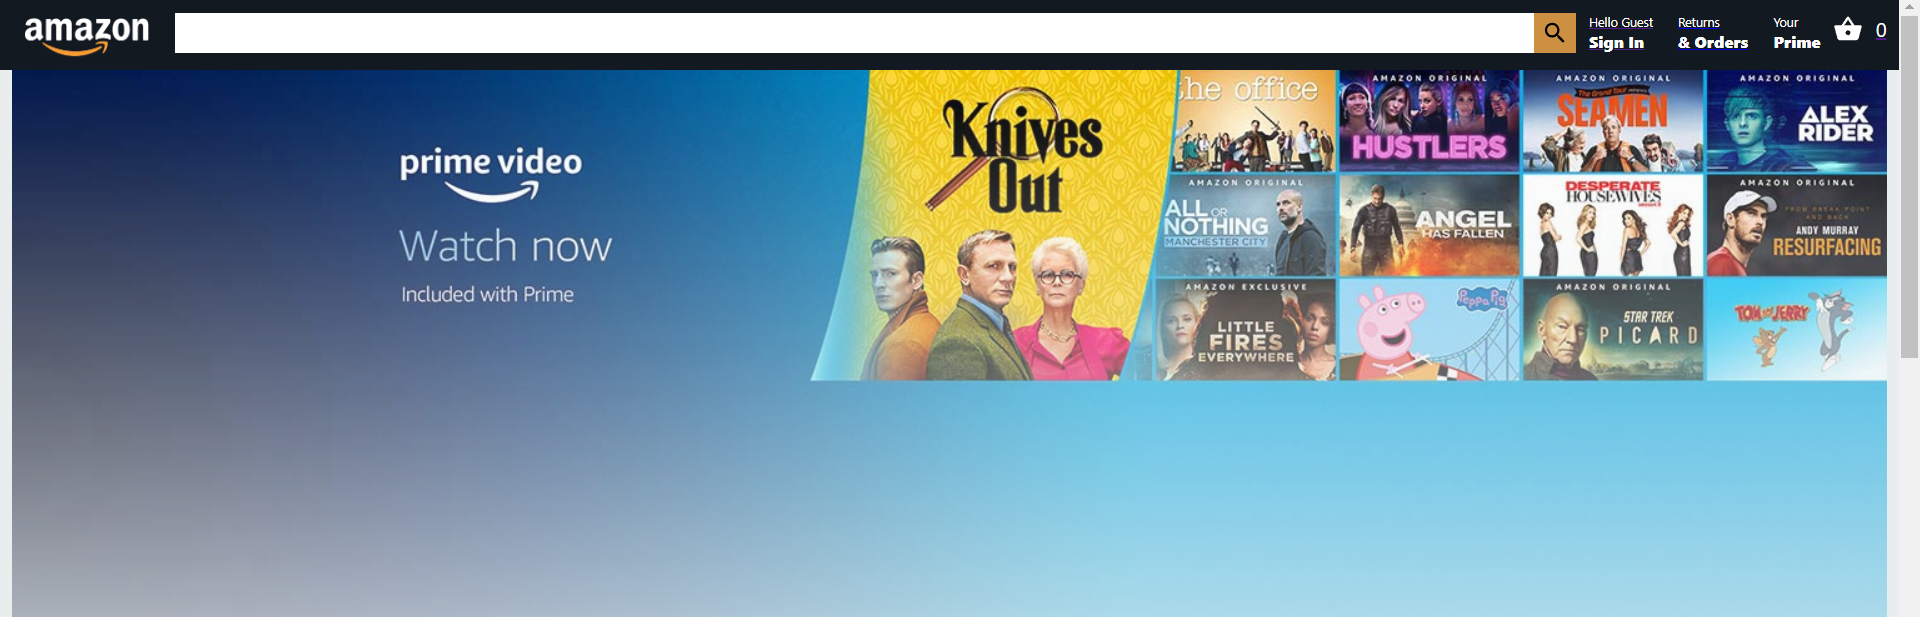 amazon
Hello Guest
Sign In
Returns
& Orders
Your
Prime
0
prime video
Watch now
Included with Prime
Knives
Out
the office
AMAZON ORIGINAL
HUSTLERS
AMAZON ORIGINAL
The Grand Tour presents
SEAMEN
AMAZON ORIGINAL
ALEX
RIDER
AMAZON ORIGINAL
ALL OR
NOTHING
MANCHESTER CITY
ANGEL
HAS FALLEN
DESPERATE
HOUSEWIVES
AMAZON ORIGINAL
FROM BREAK POINT
AND BACK
ANDY MURRAY
RESURFACING
AMAZON EXCLUSIVE
LITTLE
FIRES
EVERYWHERE
Peppa Pig
AMAZON ORIGINAL
STAR TREK
PICARD
TOM and JERRY